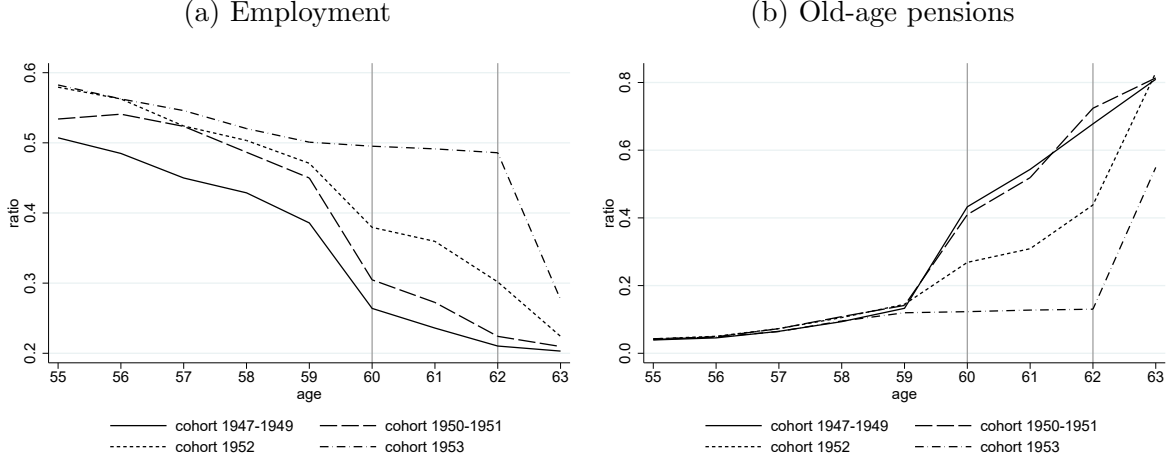 (a) Employment
0.6
0.5
0.4
0.3
0.2
ratio
55 56 57 58 59 60 61 62 63
age
cohort 1947-1949 cohort 1950-1951
cohort 1952 cohort 1953
(b) Old-age pensions
0.8
0.6
0.4
0.2
0.0
ratio
55 56 57 58 59 60 61 62 63
age
cohort 1947-1949 cohort 1950-1951
cohort 1952 cohort 1953